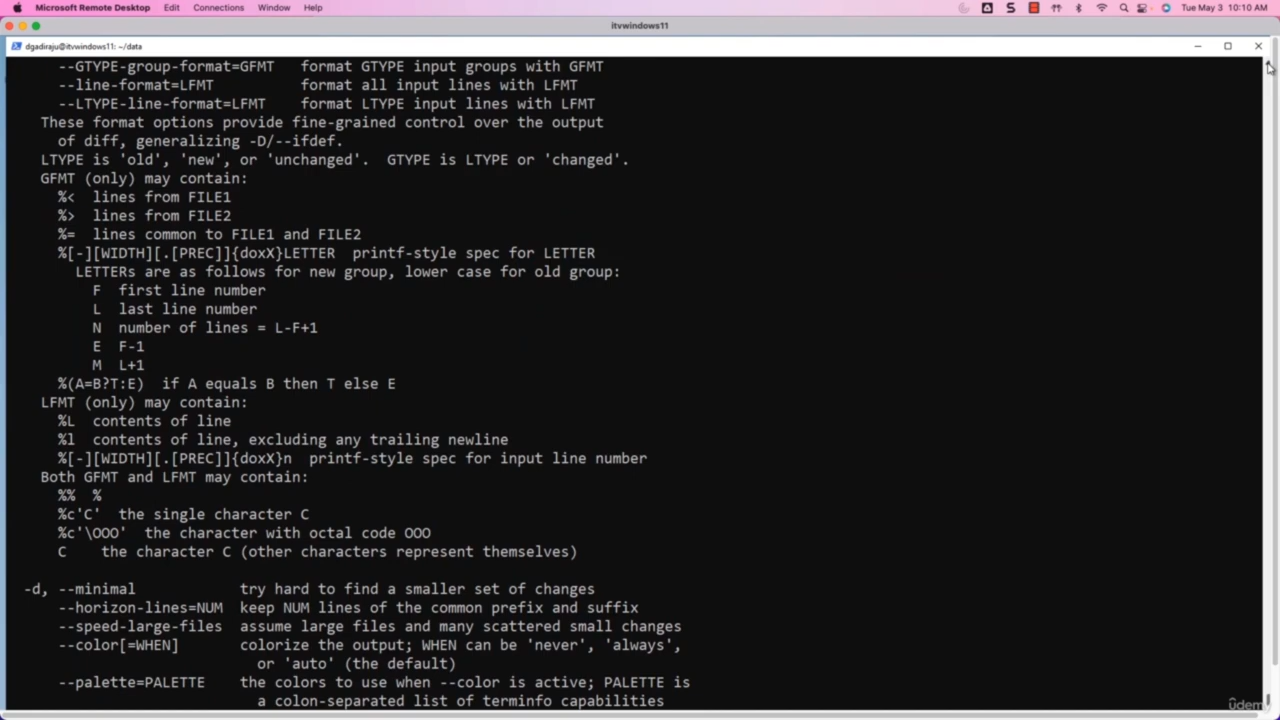 Microsoft Remote Desktop Edit Connections Window Help Tue May 3 10:10 AM
itvwindows11
dgadiraju@itvwindows11: ~/data
--GTYPE-group-format=GFMT format GTYPE input groups with GFMT
--line-format=LFMT format all input lines with LFMT
--LTYPE-line-format=LFMT format LTYPE input lines with LFMT
These format options provide fine-grained control over the output
of diff, generalizing -D/--ifdef.
LTYPE is 'old', 'new', or 'unchanged'. GTYPE is LTYPE or 'changed'.
GFMT (only) may contain:
%< lines from FILE1
%> lines from FILE2
%= lines common to FILE1 and FILE2
%[-][WIDTH][.[PREC]]{doxX}LETTER printf-style spec for LETTER
LETTERs are as follows for new group, lower case for old group:
F first line number
L last line number
N number of lines = L-F+1
E F-1
M L+1
%(A=B?T:E) if A equals B then T else E
LFMT (only) may contain:
%L contents of line
%l contents of line, excluding any trailing newline
%[-][WIDTH][.[PREC]]{doxX}n printf-style spec for input line number
Both GFMT and LFMT may contain:
%% %
%c'C' the single character C
%c'\OOO' the character with octal code OOO
C the character C (other characters represent themselves)
-d, --minimal try hard to find a smaller set of changes
--horizon-lines=NUM keep NUM lines of the common prefix and suffix
--speed-large-files assume large files and many scattered small changes
--color[=WHEN] colorize the output; WHEN can be 'never', 'always',
or 'auto' (the default)
--palette=PALETTE the colors to use when --color is active; PALETTE is
a colon-separated list of terminfo capabilities
ûdemy